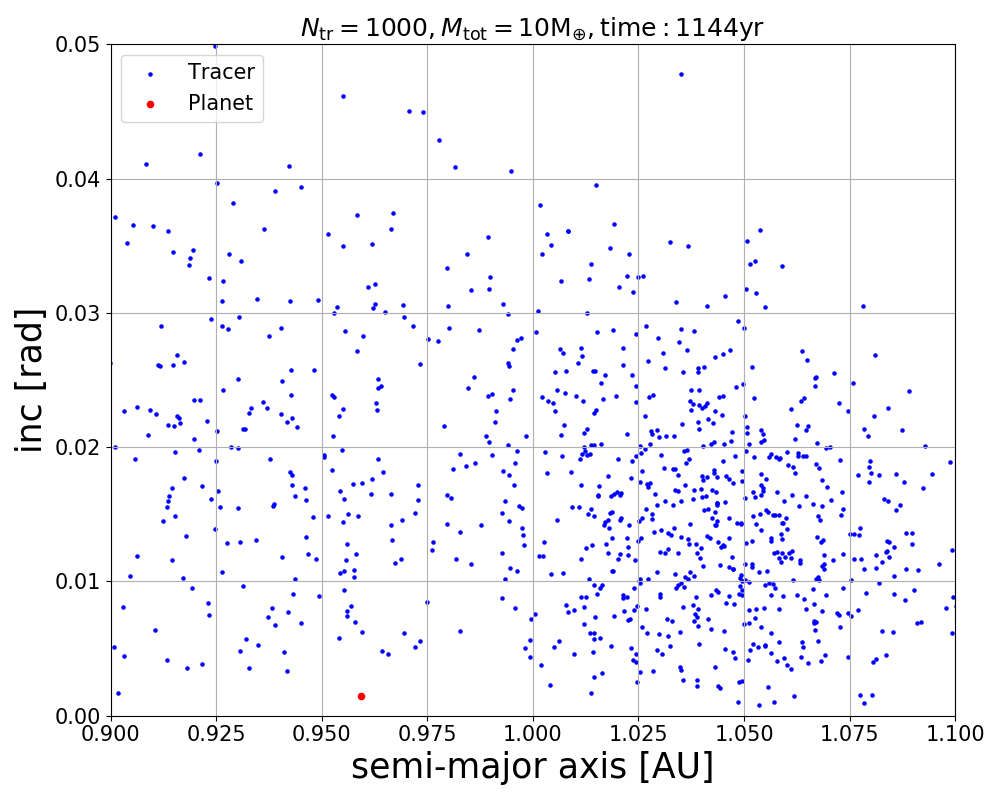 N_tr = 1000, M_tot = 10M_⊕, time : 1144yr
Tracer
Planet
inc [rad]
0.05
0.04
0.03
0.02
0.01
0.00
0.900 0.925 0.950 0.975 1.000 1.025 1.050 1.075 1.100
semi-major axis [AU]